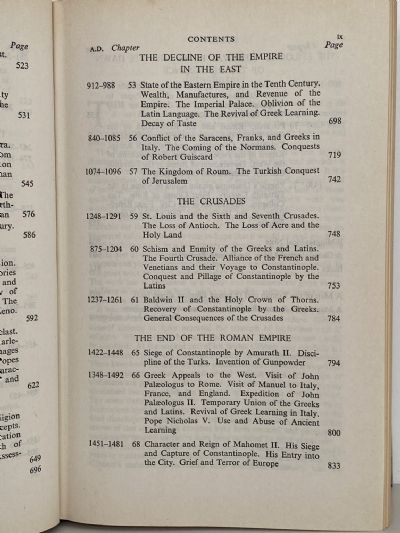 Page
523
531
545
576
586
592
622
649
696
CONTENTS
ix
A.D. Chapter Page
THE DECLINE OF THE EMPIRE
IN THE EAST
912-988 53 State of the Eastern Empire in the Tenth Century.
Wealth, Manufactures, and Revenue of the
Empire. The Imperial Palace. Oblivion of the
Latin Language. The Revival of Greek Learning.
Decay of Taste 698
840-1085 56 Conflict of the Saracens, Franks, and Greeks in
Italy. The Coming of the Normans. Conquests
of Robert Guiscard 719
1074-1096 57 The Kingdom of Roum. The Turkish Conquest
of Jerusalem 742
THE CRUSADES
1248-1291 59 St. Louis and the Sixth and Seventh Crusades.
The Loss of Antioch. The Loss of Acre and the
Holy Land 748
875-1204 60 Schism and Enmity of the Greeks and Latins.
The Fourth Crusade. Alliance of the French and
Venetians and their Voyage to Constantinople.
Conquest and Pillage of Constantinople by the
Latins 753
1237-1261 61 Baldwin II and the Holy Crown of Thorns.
Recovery of Constantinople by the Greeks.
General Consequences of the Crusades 784
THE END OF THE ROMAN EMPIRE
1422-1448 65 Siege of Constantinople by Amurath II. Disci-
pline of the Turks. Invention of Gunpowder 794
1348-1492 66 Greek Appeals to the West. Visit of John
Palæologus to Rome. Visit of Manuel to Italy,
France, and England. Expedition of John
Palæologus II. Temporary Union of the Greeks
and Latins. Revival of Greek Learning in Italy.
Pope Nicholas V. Use and Abuse of Ancient
Learning 800
1451-1481 68 Character and Reign of Mahomet II. His Siege
and Capture of Constantinople. His Entry into
the City. Grief and Terror of Europe 833